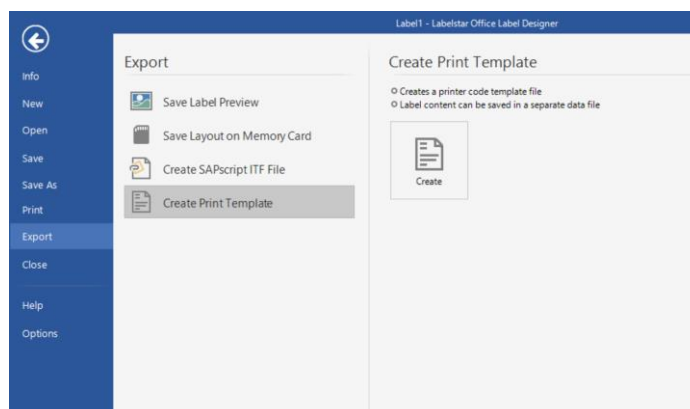 Label1 - Labelstar Office Label Designer
Info
New
Open
Save
Save As
Print
Export
Close
Help
Options
Export
Save Label Preview
Save Layout on Memory Card
Create SAPscript ITF File
Create Print Template
Create Print Template
Creates a printer code template file
Label content can be saved in a separate data file
Create